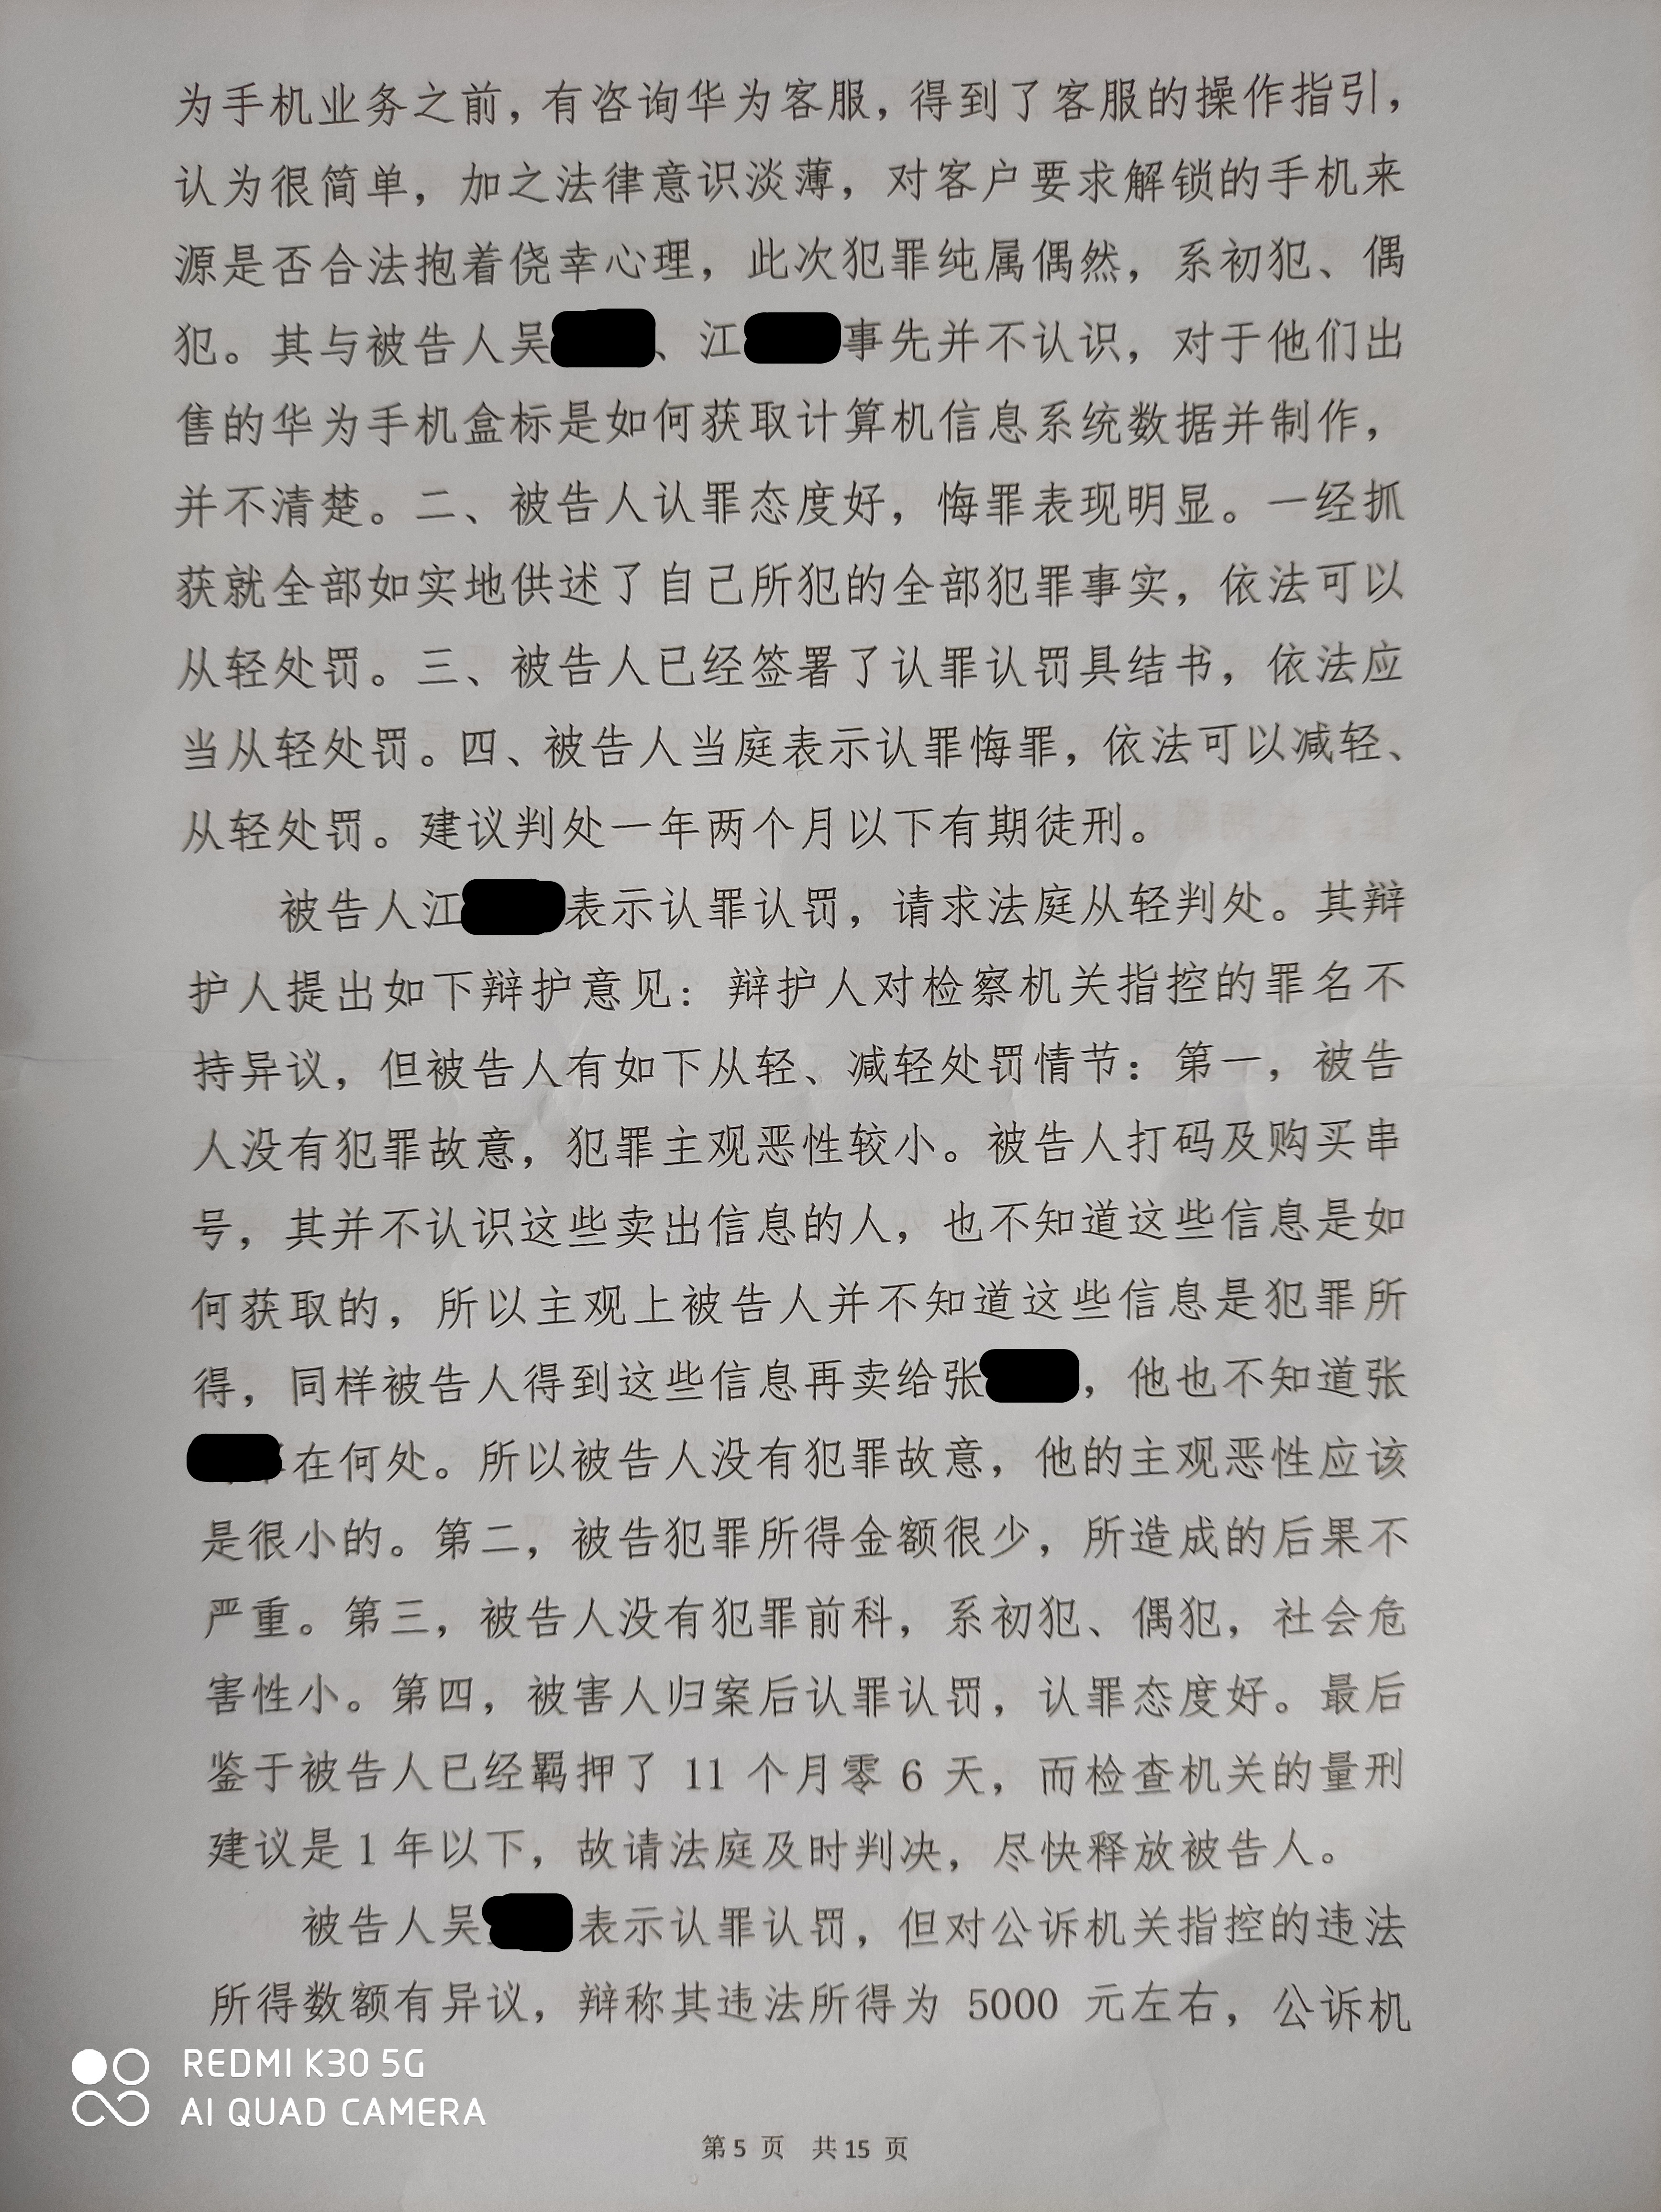 为手机业务之前，有咨询华为客服，得到了客服的操作指引，
认为很简单，加之法律意识淡薄，对客户要求解锁的手机来
源是否合法抱着侥幸心理，此次犯罪纯属偶然，系初犯、偶
犯。其与被告人吴、江事先并不认识，对于他们出
售的华为手机盒标是如何获取计算机信息系统数据并制作，
并不清楚。二、被告人认罪态度好，悔罪表现明显。一经抓
获就全部如实地供述了自己所犯的全部犯罪事实，依法可以
从轻处罚。三、被告人已经签署了认罪认罚具结书，依法应
当从轻处罚。四、被告人当庭表示认罪悔罪，依法可以减轻、
从轻处罚。建议判处一年两个月以下有期徒刑。
被告人江表示认罪认罚，请求法庭从轻判处。其辩
护人提出如下辩护意见：辩护人对检察机关指控的罪名不
持异议，但被告人有如下从轻、减轻处罚情节：第一，被告
人没有犯罪故意，犯罪主观恶性较小。被告人打码及购买串
号，其并不认识这些卖出信息的人，也不知道这些信息是如
何获取的，所以主观上被告人并不知道这些信息是犯罪所
得，同样被告人得到这些信息再卖给张，他也不知道张
在何处。所以被告人没有犯罪故意，他的主观恶性应该
是很小的。第二，被告犯罪所得金额很少，所造成的后果不
严重。第三，被告人没有犯罪前科，系初犯、偶犯，社会危
害性小。第四，被害人归案后认罪认罚，认罪态度好。最后
鉴于被告人已经羁押了 11 个月零 6 天，而检查机关的量刑
建议是 1 年以下，故请法庭及时判决，尽快释放被告人。
被告人吴表示认罪认罚，但对公诉机关指控的违法
所得数额有异议，辩称其违法所得为 5000 元左右，公诉机
REDMI K30 5G
AI QUAD CAMERA
第 5 页 共 15 页